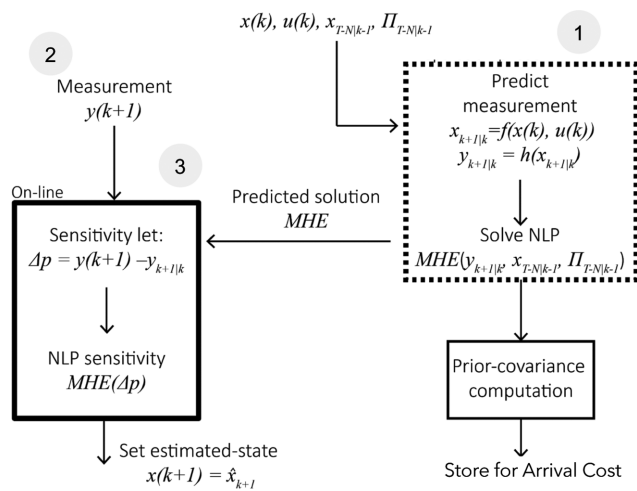 x(k), u(k), x_{T-N|k-1}, Π_{T-N|k-1}
1
Predict
measurement
x_{k+1|k}=f(x(k), u(k))
y_{k+1|k} = h(x_{k+1|k})
Solve NLP
MHE(y_{k+1|k}, x_{T-N|k-1}, Π_{T-N|k-1})
Prior-covariance
computation
Store for Arrival Cost
2
Measurement
y(k+1)
3
Predicted solution
MHE
On-line
Sensitivity let:
Δp = y(k+1) –y_{k+1|k}
NLP sensitivity
MHE(Δp)
Set estimated-state
x(k+1) = x̂_{k+1}